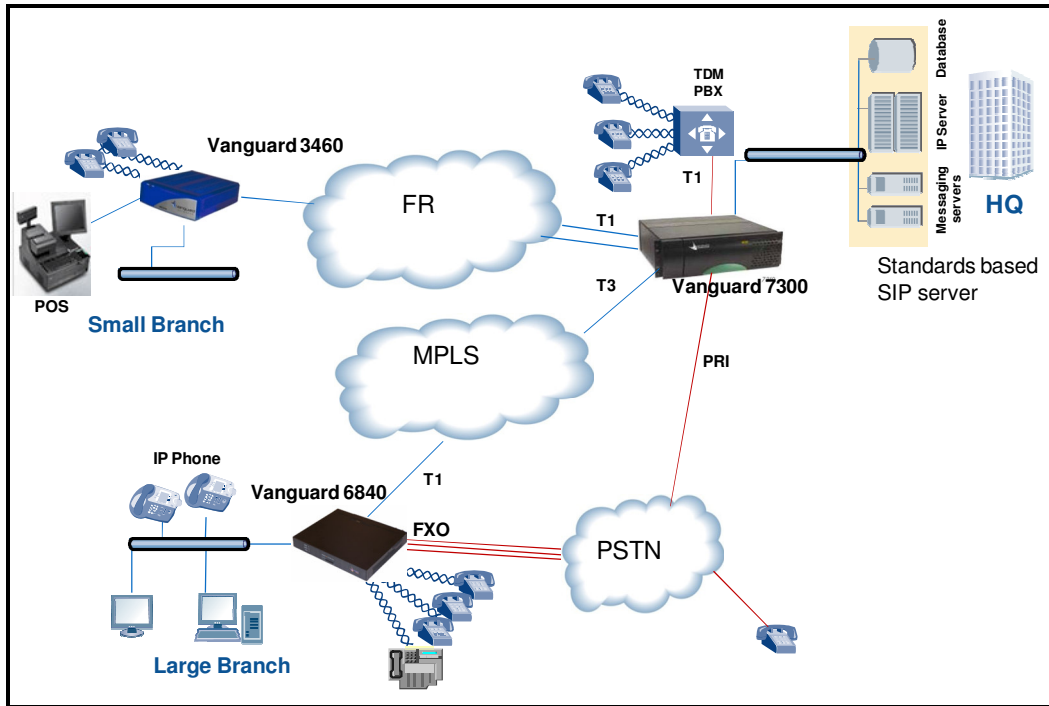 TDM
PBX
Database
IP Server
Messaging
servers
HQ
Vanguard 3460
FR
T1
T1
T3
Vanguard 7300
Standards based
SIP server
POS
Small Branch
MPLS
PRI
IP Phone
Vanguard 6840
T1
FXO
PSTN
Large Branch